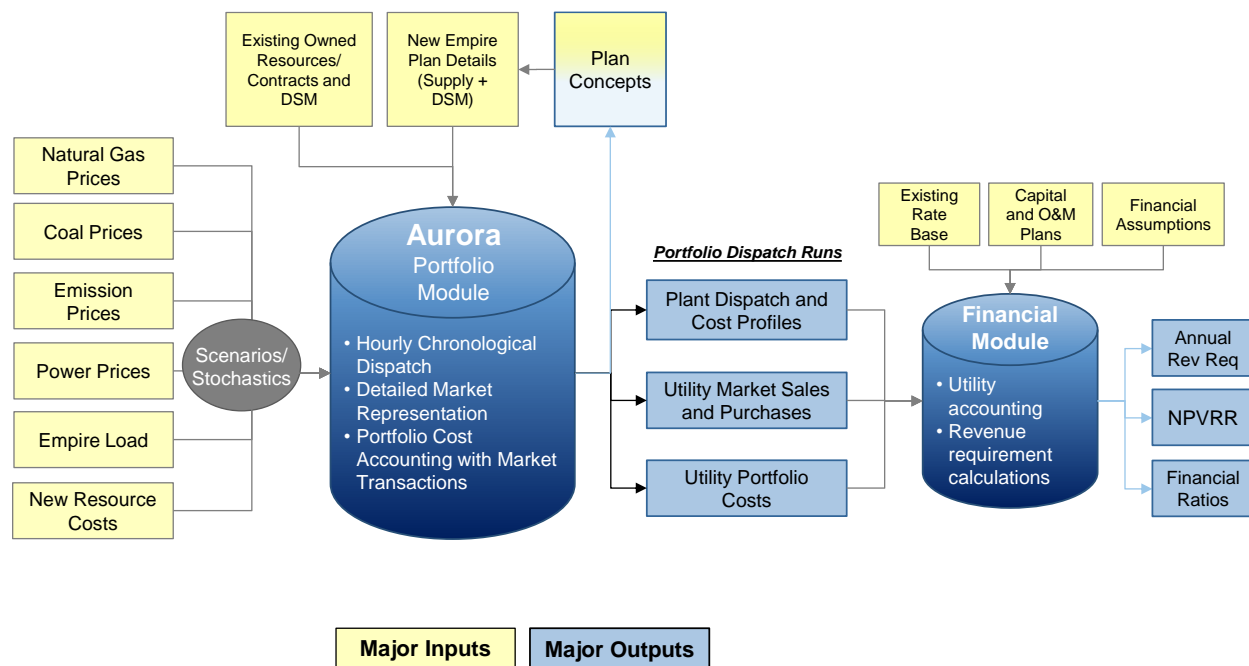 Existing Owned
Resources/
Contracts and
DSM
New Empire
Plan Details
(Supply +
DSM)
Plan
Concepts
Natural Gas
Prices
Coal Prices
Emission
Prices
Power Prices
Empire Load
New Resource
Costs
Scenarios/
Stochastics
Aurora
Portfolio
Module
• Hourly Chronological
Dispatch
• Detailed Market
Representation
• Portfolio Cost
Accounting with Market
Transactions
Portfolio Dispatch Runs
Plant Dispatch and
Cost Profiles
Utility Market Sales
and Purchases
Utility Portfolio
Costs
Existing
Rate
Base
Capital
and O&M
Plans
Financial
Assumptions
Financial
Module
• Utility
accounting
• Revenue
requirement
calculations
Annual
Rev Req
NPVRR
Financial
Ratios
Major Inputs
Major Outputs